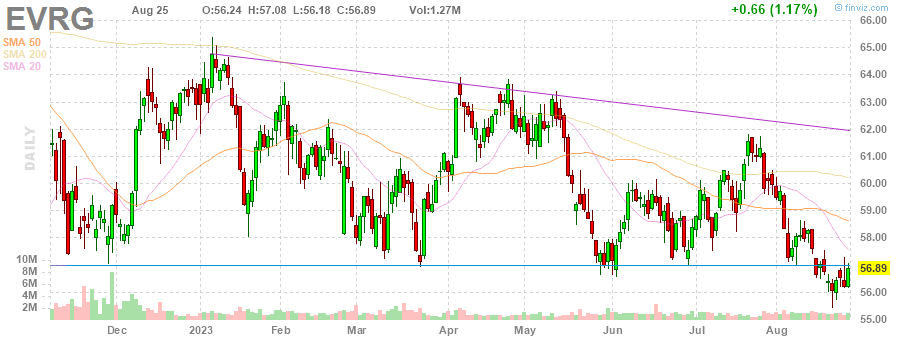 EVRG Aug 25 O:56.24 H:57.08 L:56.18 C:56.89 Vol:1.27M +0.66 (1.17%)
© finviz.com
SMA 50
SMA 200
SMA 20
DAILY
66.00
65.00
64.00
63.00
62.00
61.00
60.00
59.00
58.00
56.89
56.00
55.00
10M
8M
6M
4M
2M
Dec 2023 Feb Mar Apr May Jun Jul Aug